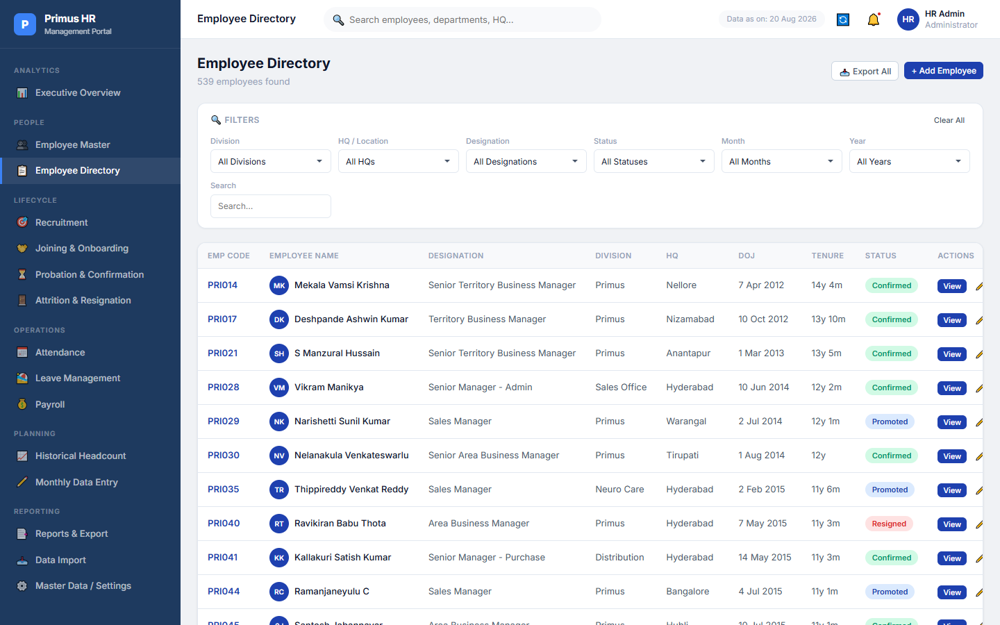 P
Primus HR
Management Portal
ANALYTICS
Executive Overview
PEOPLE
Employee Master
Employee Directory
LIFECYCLE
Recruitment
Joining & Onboarding
Probation & Confirmation
Attrition & Resignation
OPERATIONS
Attendance
Leave Management
Payroll
PLANNING
Historical Headcount
Monthly Data Entry
REPORTING
Reports & Export
Data Import
Master Data / Settings
Employee Directory
Search employees, departments, HQ...
Data as on: 20 Aug 2026
HR
HR Admin
Administrator
Employee Directory
539 employees found
Export All
+ Add Employee
FILTERS
Clear All
Division HQ / Location Designation Status Month Year
All Divisions All HQs All Designations All Statuses All Months All Years
Search
Search...
EMP CODE EMPLOYEE NAME DESIGNATION DIVISION HQ DOJ TENURE STATUS ACTIONS
PRI014 MK Mekala Vamsi Krishna Senior Territory Business Manager Primus Nellore 7 Apr 2012 14y 4m Confirmed View
PRI017 DK Deshpande Ashwin Kumar Territory Business Manager Primus Nizamabad 10 Oct 2012 13y 10m Confirmed View
PRI021 SH S Manzural Hussain Senior Territory Business Manager Primus Anantapur 1 Mar 2013 13y 5m Confirmed View
PRI028 VM Vikram Manikya Senior Manager - Admin Sales Office Hyderabad 10 Jun 2014 12y 2m Confirmed View
PRI029 NK Narishetti Sunil Kumar Sales Manager Primus Warangal 2 Jul 2014 12y 1m Promoted View
PRI030 NV Nelanakula Venkateswarlu Senior Area Business Manager Primus Tirupati 1 Aug 2014 12y Confirmed View
PRI035 TR Thippireddy Venkat Reddy Sales Manager Neuro Care Hyderabad 2 Feb 2015 11y 6m Promoted View
PRI040 RT Ravikiran Babu Thota Area Business Manager Primus Hyderabad 7 May 2015 11y 3m Resigned View
PRI041 KK Kallakuri Satish Kumar Senior Manager - Purchase Distribution Hyderabad 14 May 2015 11y 3m Confirmed View
PRI044 RC Ramanjaneyulu C Sales Manager Primus Bangalore 4 Jul 2015 11y 1m Promoted View